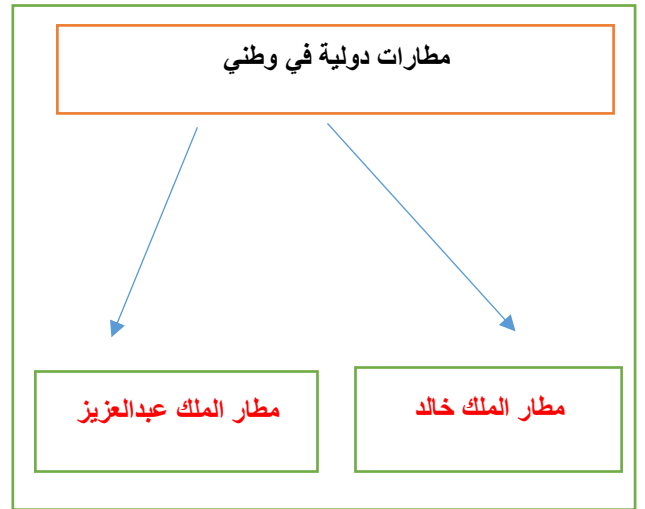 مطارات دولية في وطني
مطار الملك خالد
مطار الملك عبدالعزيز